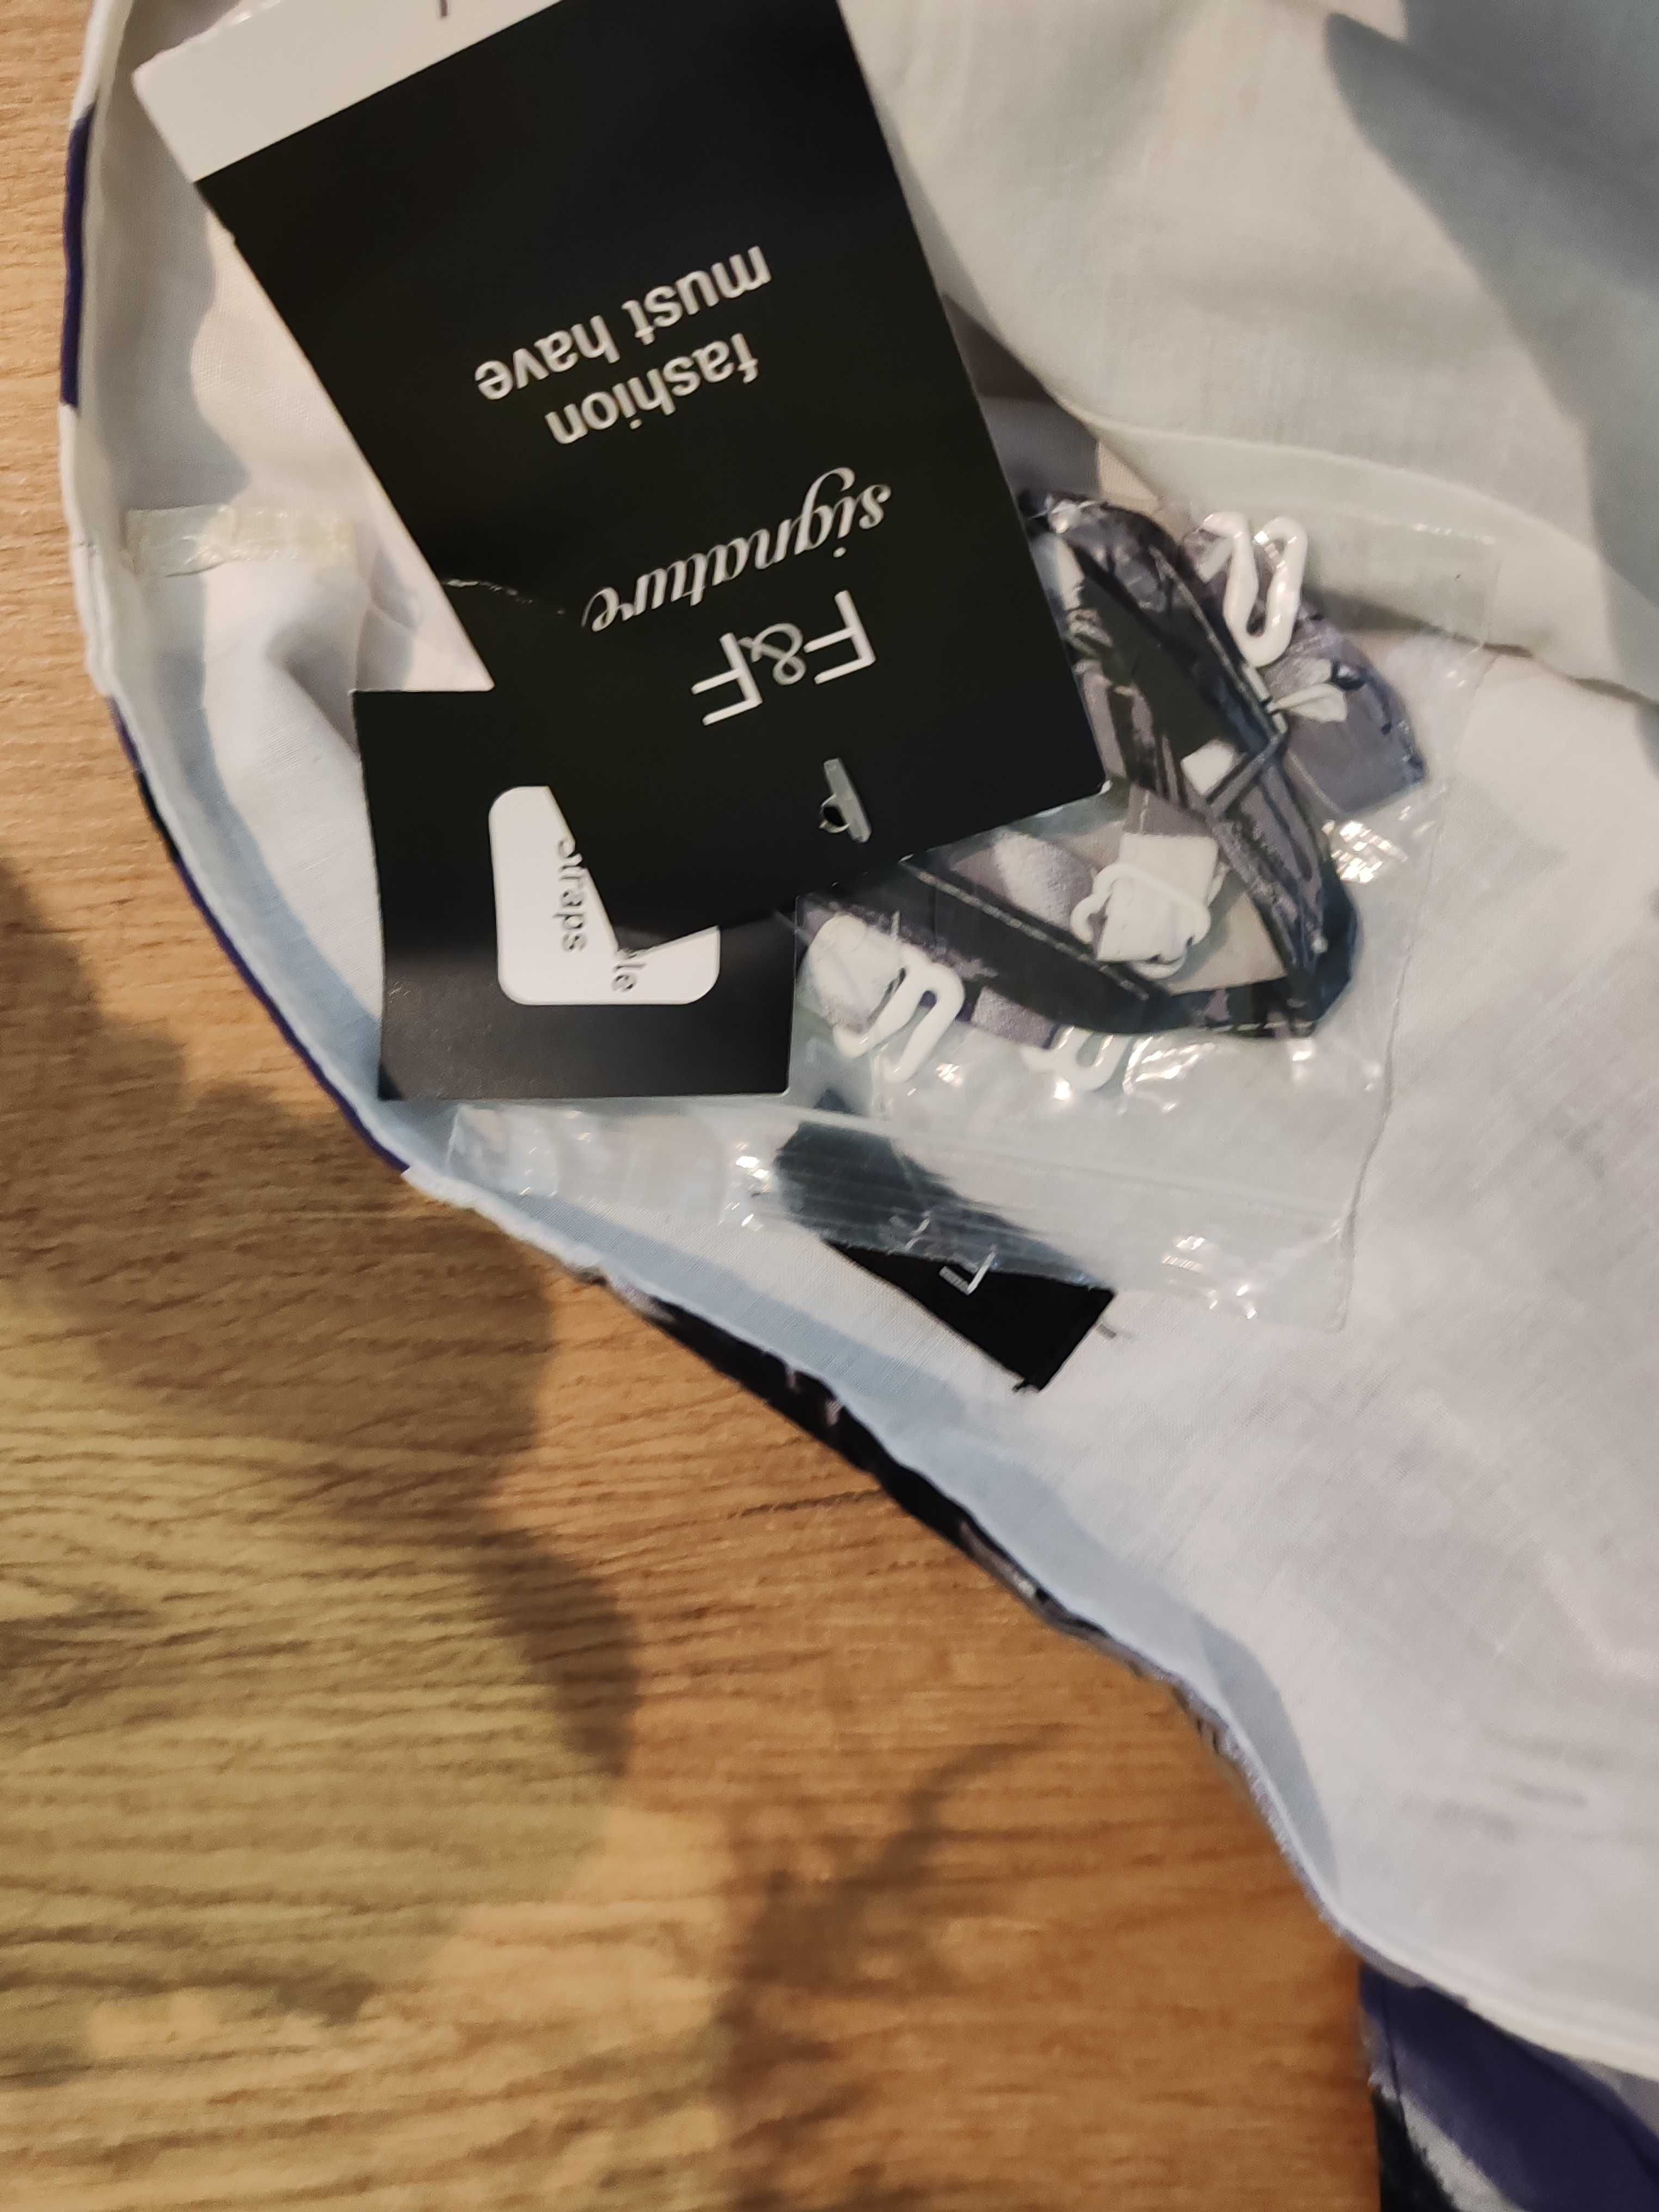 F&F
signature
fashion
must have
straps
F